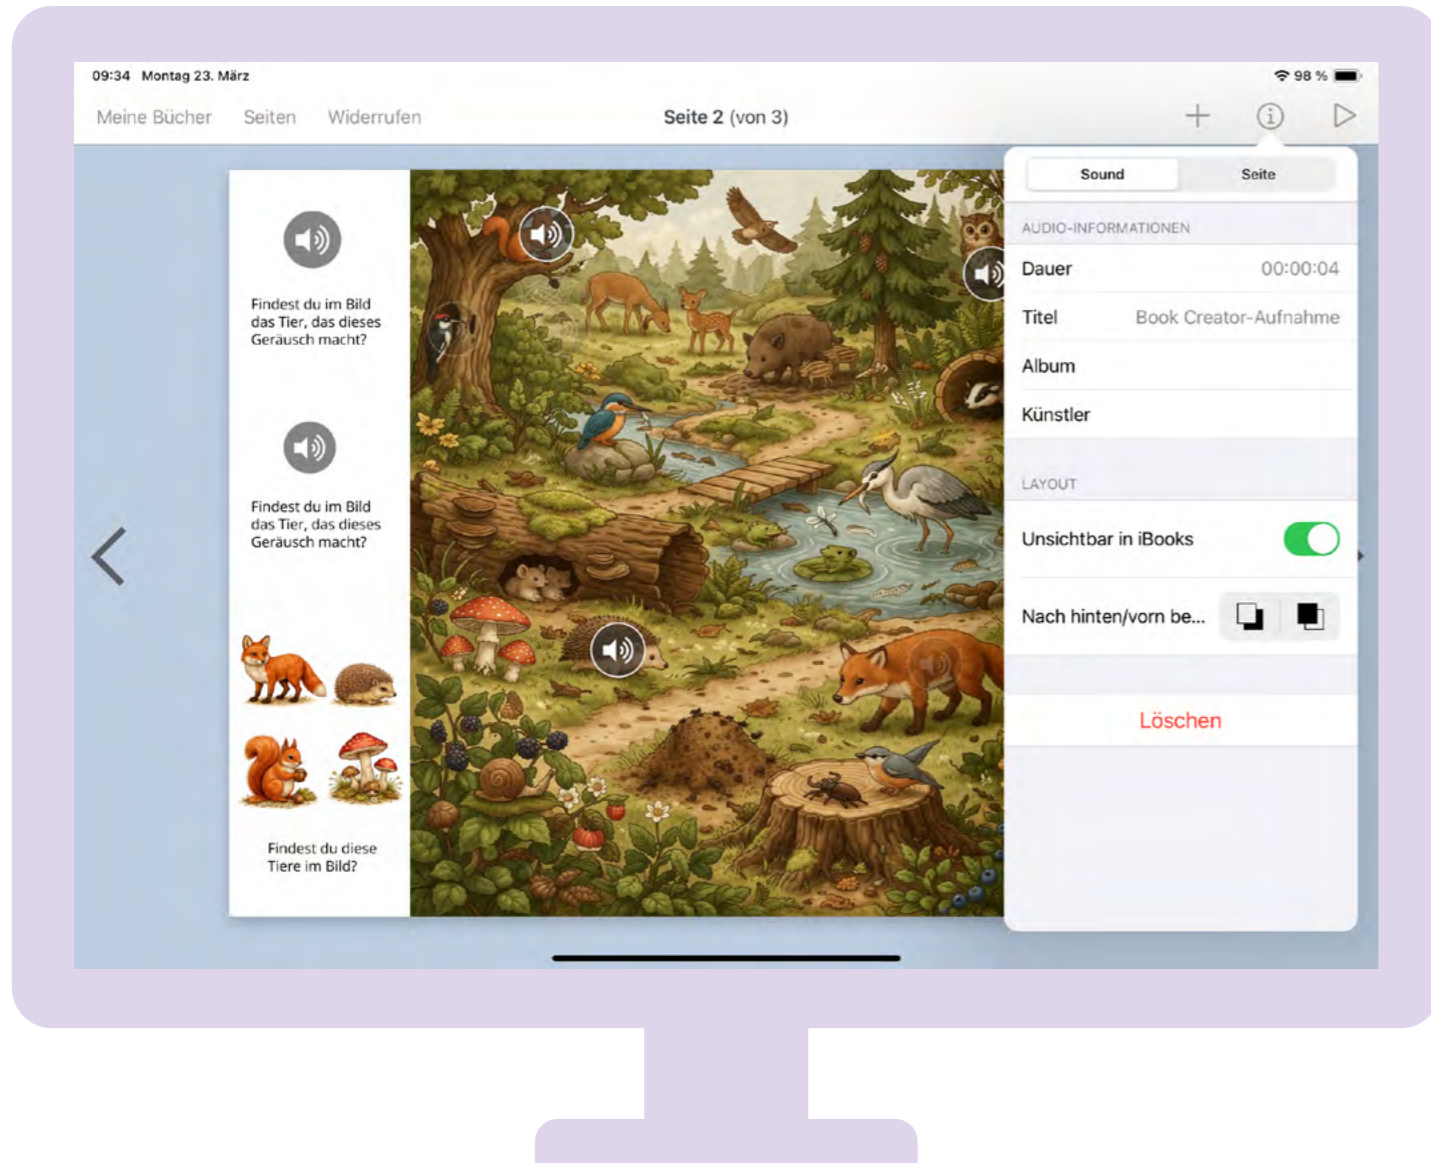 09:34 Montag 23. März
98 %
Meine Bücher Seiten Widerrufen
Seite 2 (von 3)
Sound Seite
AUDIO-INFORMATIONEN
Dauer 00:00:04
Titel Book Creator-Aufnahme
Album
Künstler
LAYOUT
Unsichtbar in iBooks
Nach hinten/vorn be...
Löschen
Findest du im Bild
das Tier, das dieses
Geräusch macht?
Findest du im Bild
das Tier, das dieses
Geräusch macht?
Findest du diese
Tiere im Bild?